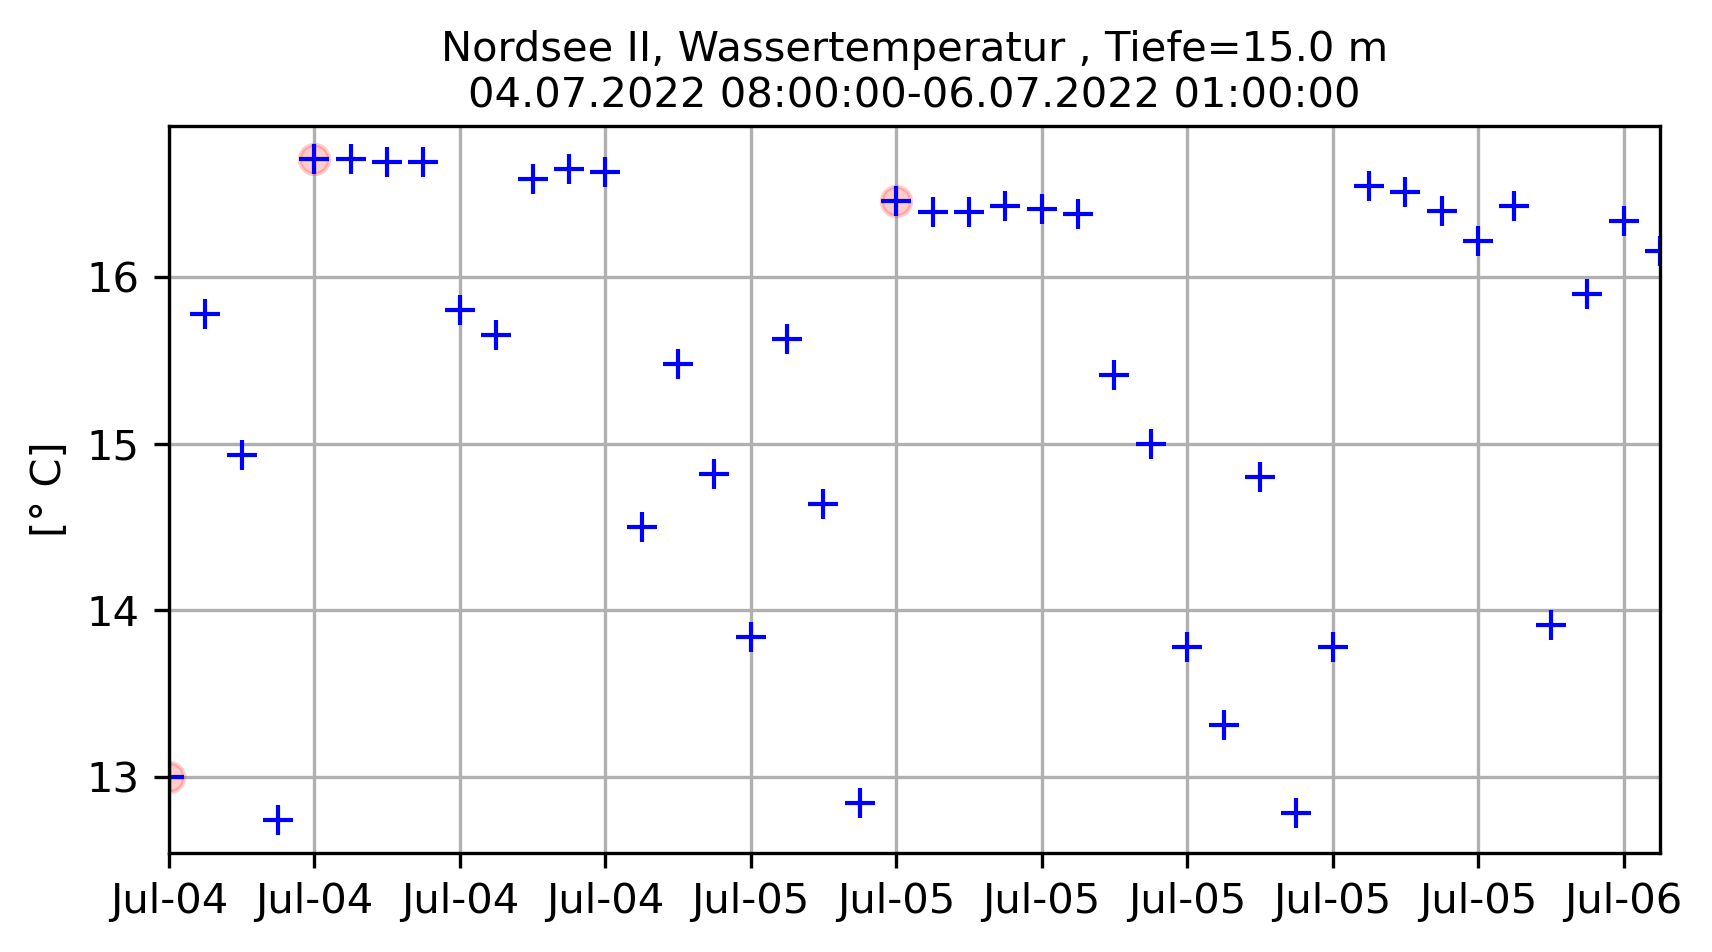 Nordsee II, Wassertemperatur , Tiefe=15.0 m
04.07.2022 08:00:00-06.07.2022 01:00:00
[° C]
16
15
14
13
Jul-04 Jul-04 Jul-04 Jul-04 Jul-05 Jul-05 Jul-05 Jul-05 Jul-05 Jul-05 Jul-06